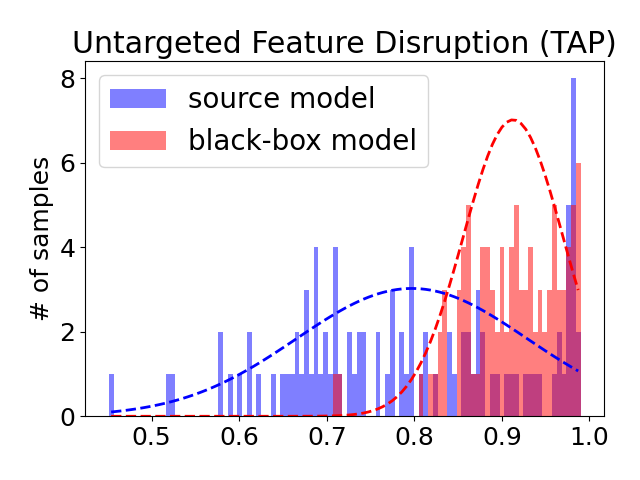 Untargeted Feature Disruption (TAP)
8
6
4
2
0
# of samples
source model
black-box model
0.5 0.6 0.7 0.8 0.9 1.0